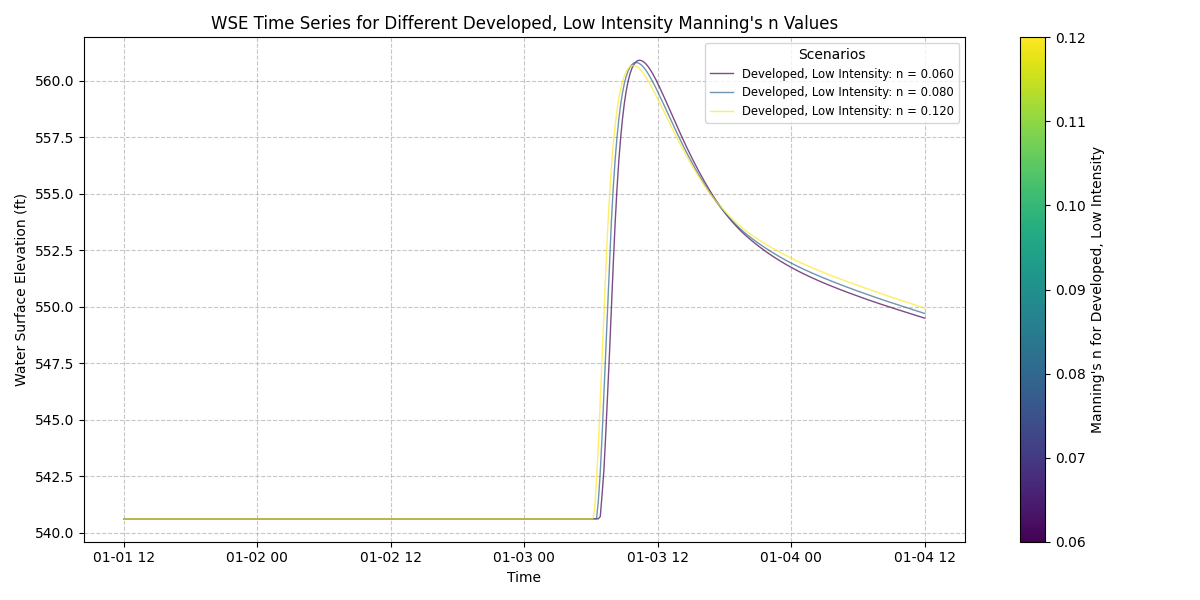 WSE Time Series for Different Developed, Low Intensity Manning's n Values
Scenarios
Developed, Low Intensity: n = 0.060
Developed, Low Intensity: n = 0.080
Developed, Low Intensity: n = 0.120
Water Surface Elevation (ft)
560.0
557.5
555.0
552.5
550.0
547.5
545.0
542.5
540.0
01-01 12
01-02 00
01-02 12
01-03 00
01-03 12
01-04 00
01-04 12
Time
0.12
0.11
0.10
0.09
0.08
0.07
0.06
Manning's n for Developed, Low Intensity